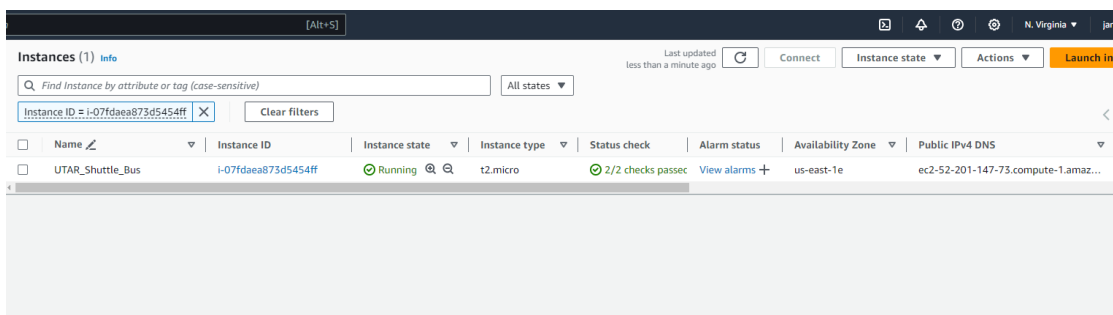 [Alt+S] N. Virginia
Instances (1) Info Last updated less than a minute ago Connect Instance state Actions Launch in
Find Instance by attribute or tag (case-sensitive) All states
Instance ID = i-07fdaea873d5454ff Clear filters
Name Instance ID Instance state Instance type Status check Alarm status Availability Zone Public IPv4 DNS
UTAR_Shuttle_Bus i-07fdaea873d5454ff Running t2.micro 2/2 checks passec View alarms + us-east-1e ec2-52-201-147-73.compute-1.amaz...